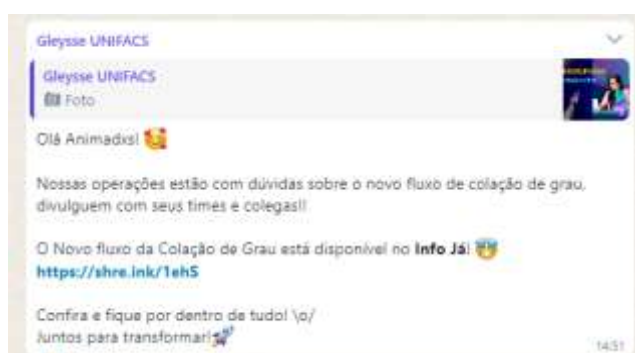 Gleysse UNIFACS
Gleysse UNIFACS
Foto
Olá Animadxs! 🥰
Nossas operações estão com dúvidas sobre o novo fluxo de colação de grau,
divulguem com seus times e colegas!!
O Novo fluxo da Colação de Grau está disponível no Info Já!
https://shre.ink/1ehS
Confira e fique por dentro de tudo! \o/
Juntos para transformar!🚀
14:51